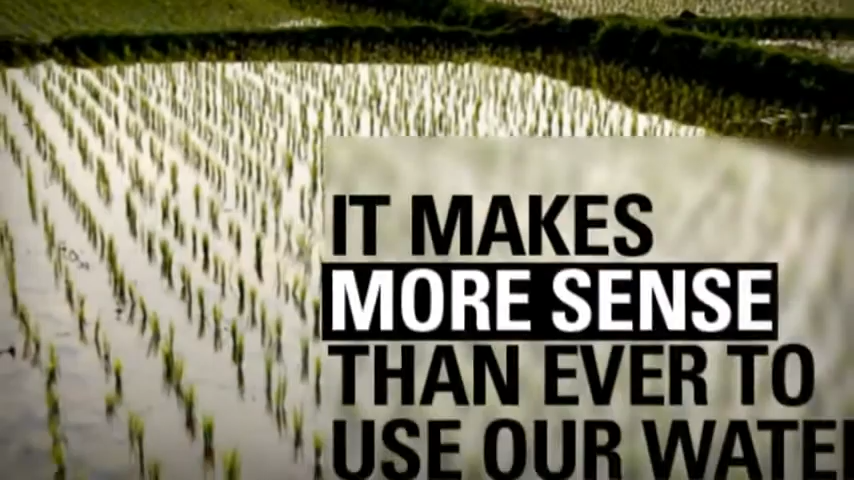 IT MAKES
MORE SENSE
THAN EVER TO
USE OUR